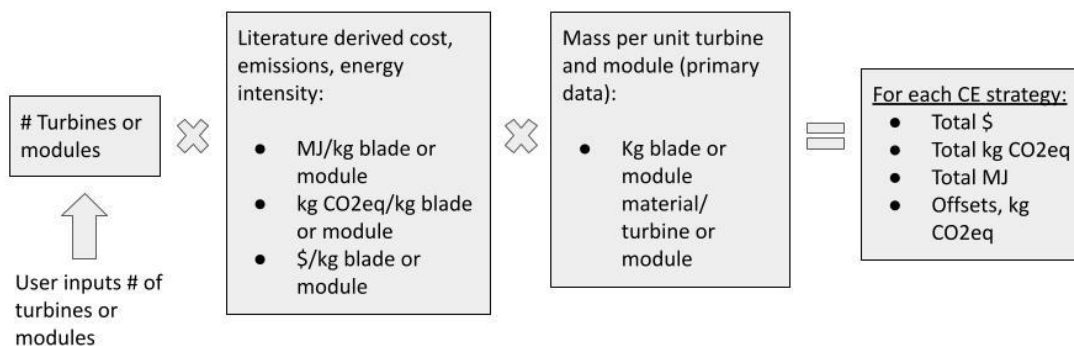 # Turbines or
modules
User inputs # of
turbines or
modules
Literature derived cost,
emissions, energy
intensity:
● MJ/kg blade or
module
● kg CO2eq/kg blade
or module
● $/kg blade or
module
Mass per unit turbine
and module (primary
data):
● Kg blade or
module
material/
turbine or
module
For each CE strategy:
● Total $
● Total kg CO2eq
● Total MJ
● Offsets, kg
CO2eq